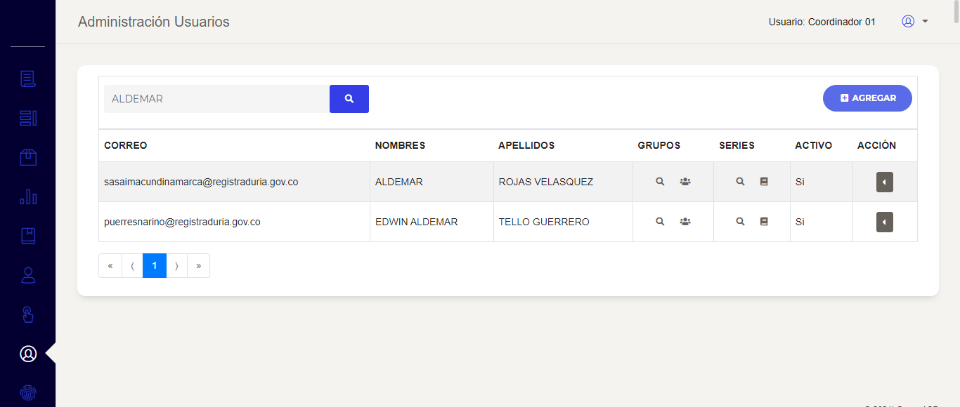 Administración Usuarios
Usuario: Coordinador 01
ALDEMAR
AGREGAR
CORREO NOMBRES APELLIDOS GRUPOS SERIES ACTIVO ACCIÓN
sasaimacundinamarca@registraduria.gov.co ALDEMAR ROJAS VELASQUEZ Si
puerresnarino@registraduria.gov.co EDWIN ALDEMAR TELLO GUERRERO Si
« ⟨ 1 ⟩ »